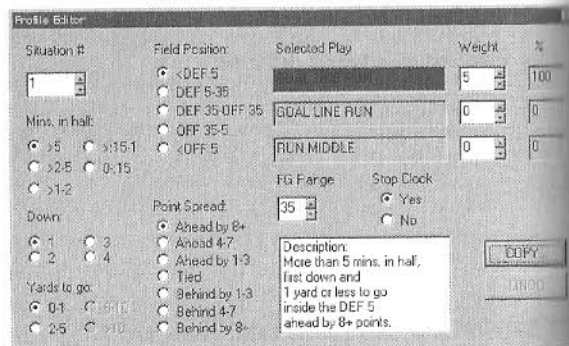 Profile Editor
Situation #
1
Mins. in half:
>5
>:15-1
>2-5
0-:15
>1-2
Down:
1
3
2
4
Yards to go:
0-1
5-10
2-5
>10
Field Position:
<DEF 5
DEF 5-35
DEF 35-OFF 35
OFF 35-5
<OFF 5
Point Spread:
Ahead by 8+
Ahead 4-7
Ahead by 1-3
Tied
Behind by 1-3
Behind 4-7
Behind by 8+
Selected Play
Weight
%
GOAL LINE RUN
5
100
GOAL LINE RUN
0
0
RUN MIDDLE
0
0
FG Range
35
Stop Clock
Yes
No
Description:
More than 5 mins. in half,
first down and
1 yard or less to go
inside the DEF 5
ahead by 8+ points.
COPY
UNDO